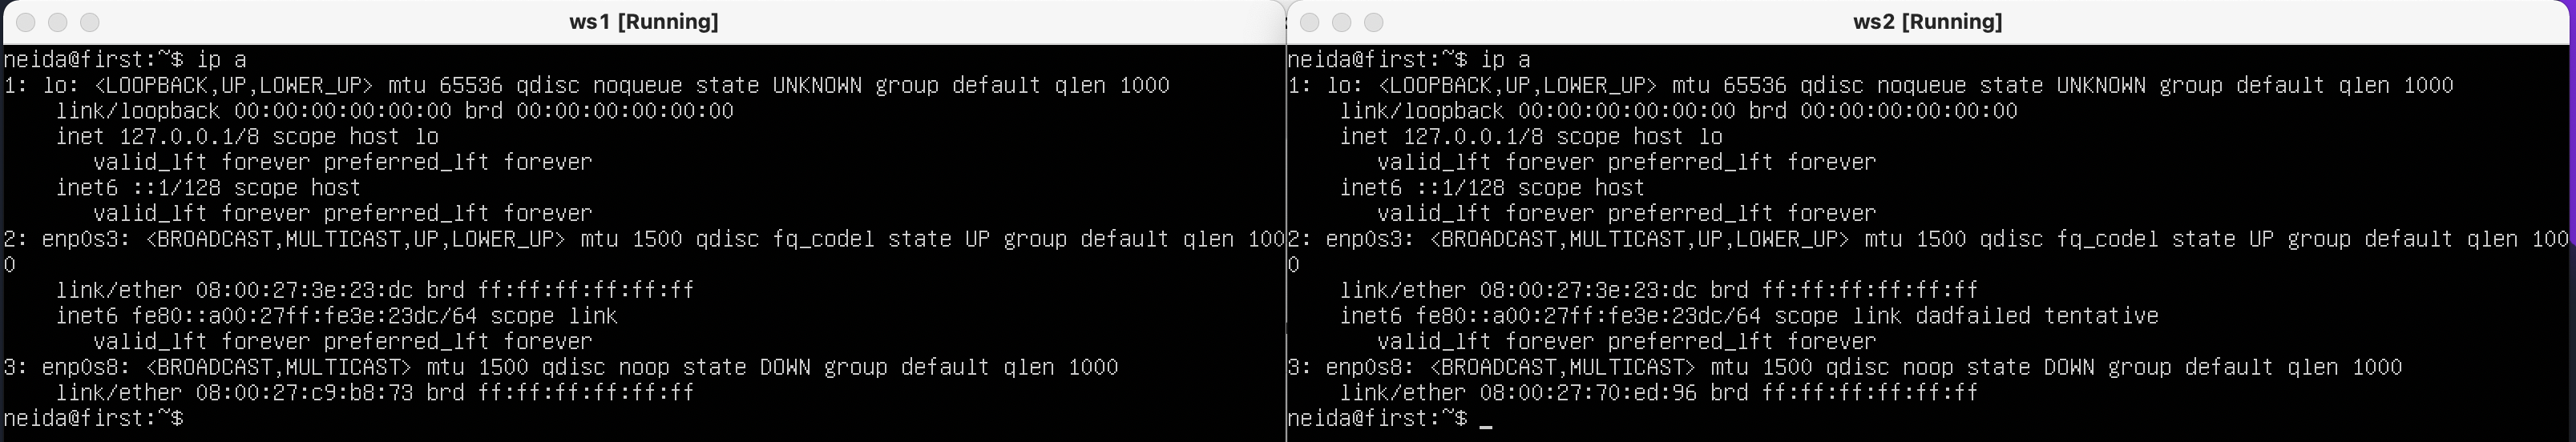 ws1 [Running]
neida@first:~$ ip a
1: lo: <LOOPBACK,UP,LOWER_UP> mtu 65536 qdisc noqueue state UNKNOWN group default qlen 1000
    link/loopback 00:00:00:00:00:00 brd 00:00:00:00:00:00
    inet 127.0.0.1/8 scope host lo
       valid_lft forever preferred_lft forever
    inet6 ::1/128 scope host
       valid_lft forever preferred_lft forever
2: enp0s3: <BROADCAST,MULTICAST,UP,LOWER_UP> mtu 1500 qdisc fq_codel state UP group default qlen 100
0
    link/ether 08:00:27:3e:23:dc brd ff:ff:ff:ff:ff:ff
    inet6 fe80::a00:27ff:fe3e:23dc/64 scope link
       valid_lft forever preferred_lft forever
3: enp0s8: <BROADCAST,MULTICAST> mtu 1500 qdisc noop state DOWN group default qlen 1000
    link/ether 08:00:27:c9:b8:73 brd ff:ff:ff:ff:ff:ff
neida@first:~$
ws2 [Running]
neida@first:~$ ip a
1: lo: <LOOPBACK,UP,LOWER_UP> mtu 65536 qdisc noqueue state UNKNOWN group default qlen 1000
    link/loopback 00:00:00:00:00:00 brd 00:00:00:00:00:00
    inet 127.0.0.1/8 scope host lo
       valid_lft forever preferred_lft forever
    inet6 ::1/128 scope host
       valid_lft forever preferred_lft forever
2: enp0s3: <BROADCAST,MULTICAST,UP,LOWER_UP> mtu 1500 qdisc fq_codel state UP group default qlen 100
0
    link/ether 08:00:27:3e:23:dc brd ff:ff:ff:ff:ff:ff
    inet6 fe80::a00:27ff:fe3e:23dc/64 scope link dadfailed tentative
       valid_lft forever preferred_lft forever
3: enp0s8: <BROADCAST,MULTICAST> mtu 1500 qdisc noop state DOWN group default qlen 1000
    link/ether 08:00:27:70:ed:96 brd ff:ff:ff:ff:ff:ff
neida@first:~$ _